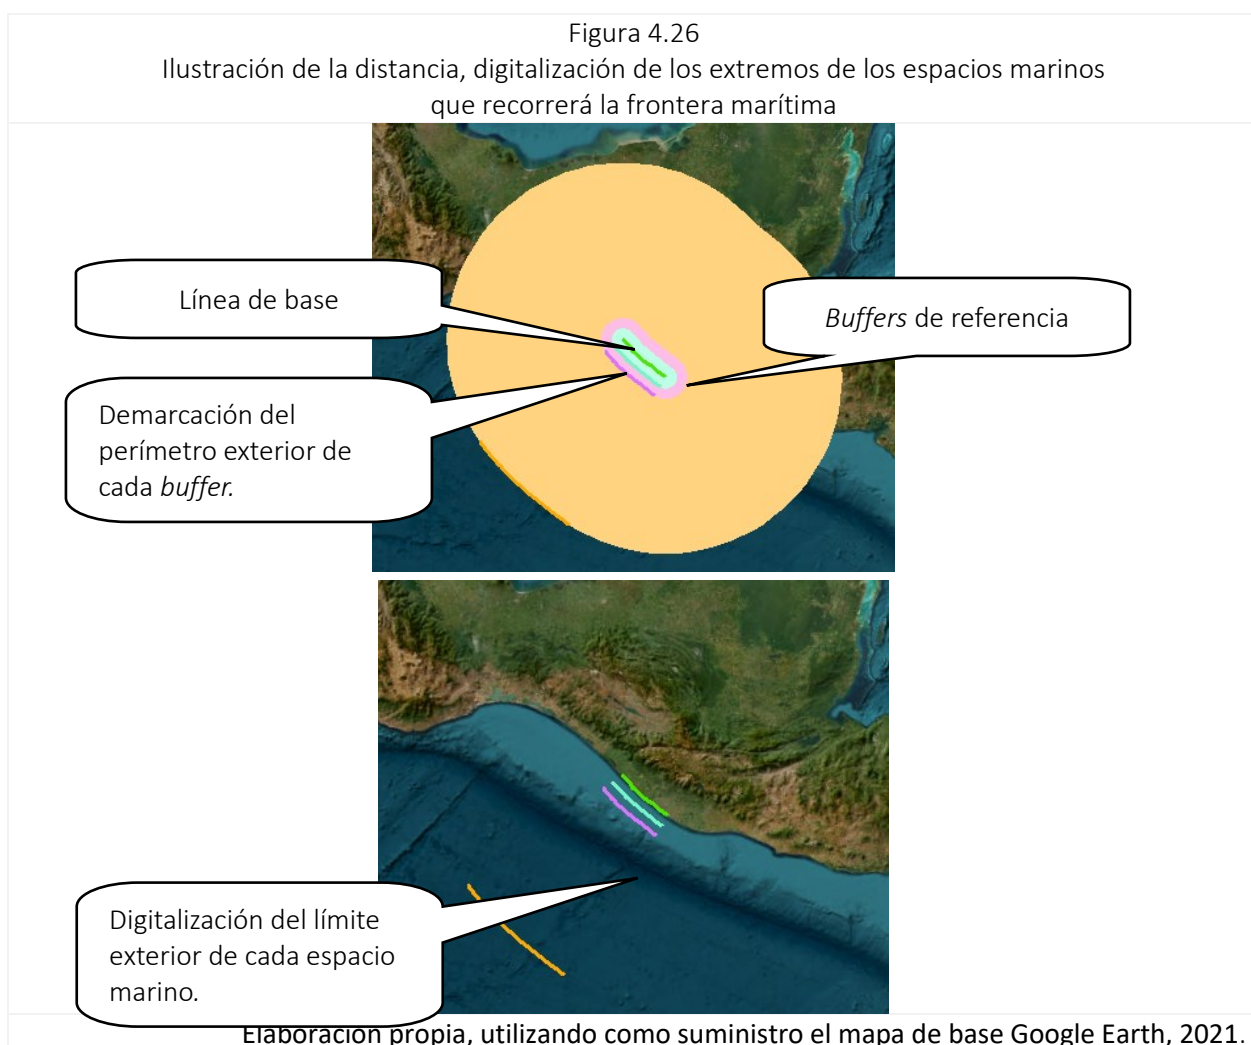 Figura 4.26
Ilustración de la distancia, digitalización de los extremos de los espacios marinos
que recorrerá la frontera marítima
Línea de base
Buffers de referencia
Demarcación del
perímetro exterior de
cada buffer.
Digitalización del límite
exterior de cada espacio
marino.
Elaboración propia, utilizando como suministro el mapa de base Google Earth, 2021.